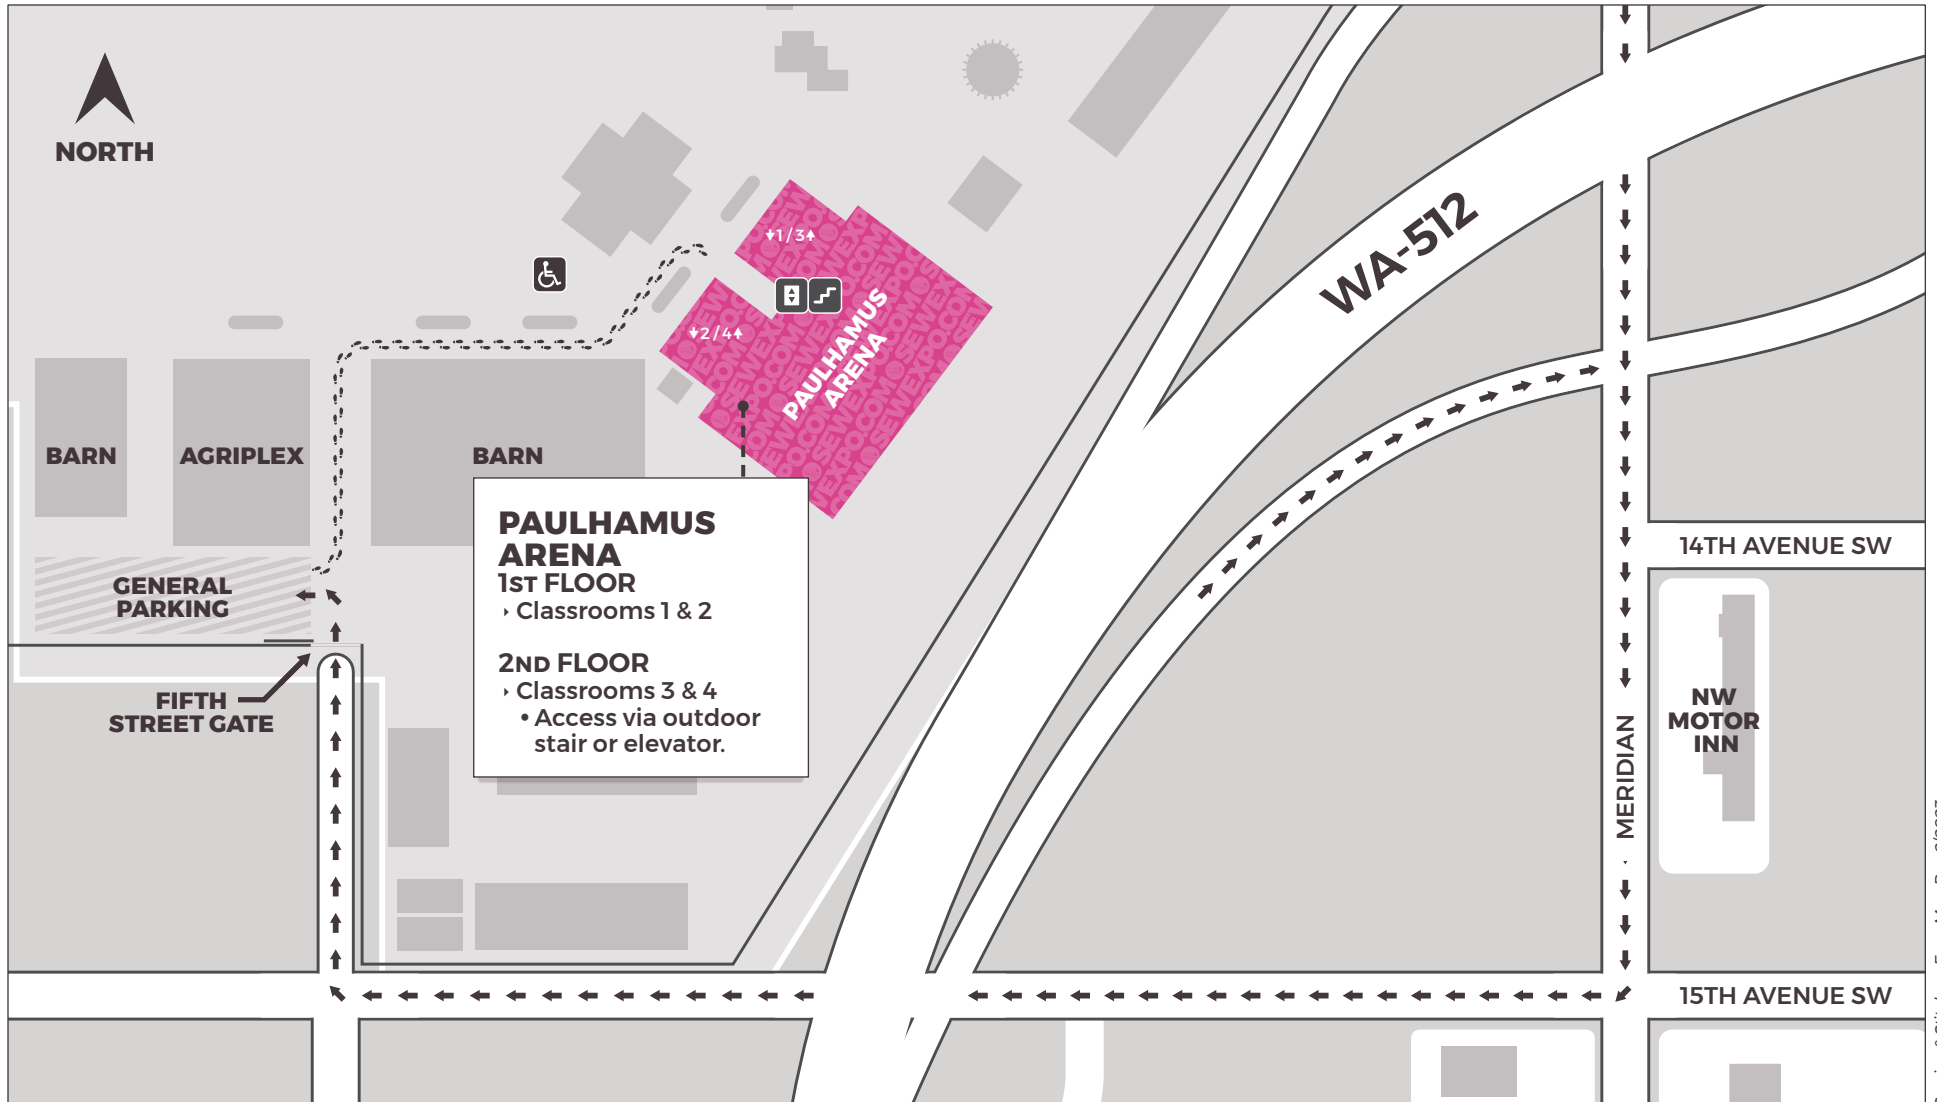 NORTH
1/3
2/4
PAULHAMUS
ARENA
WA-512
BARN
AGRIPLEX
BARN
GENERAL
PARKING
FIFTH
STREET GATE
PAULHAMUS
ARENA
1ST FLOOR
‣ Classrooms 1 & 2
2ND FLOOR
‣ Classrooms 3 & 4
• Access via outdoor
stair or elevator.
14TH AVENUE SW
NW
MOTOR
INN
MERIDIAN
15TH AVENUE SW